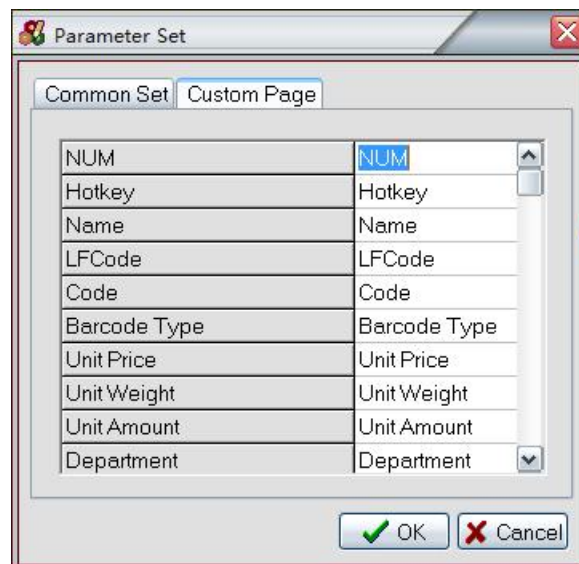 Parameter Set
Common Set Custom Page
NUM NUM
Hotkey Hotkey
Name Name
LFCode LFCode
Code Code
Barcode Type Barcode Type
Unit Price Unit Price
Unit Weight Unit Weight
Unit Amount Unit Amount
Department Department
OK Cancel